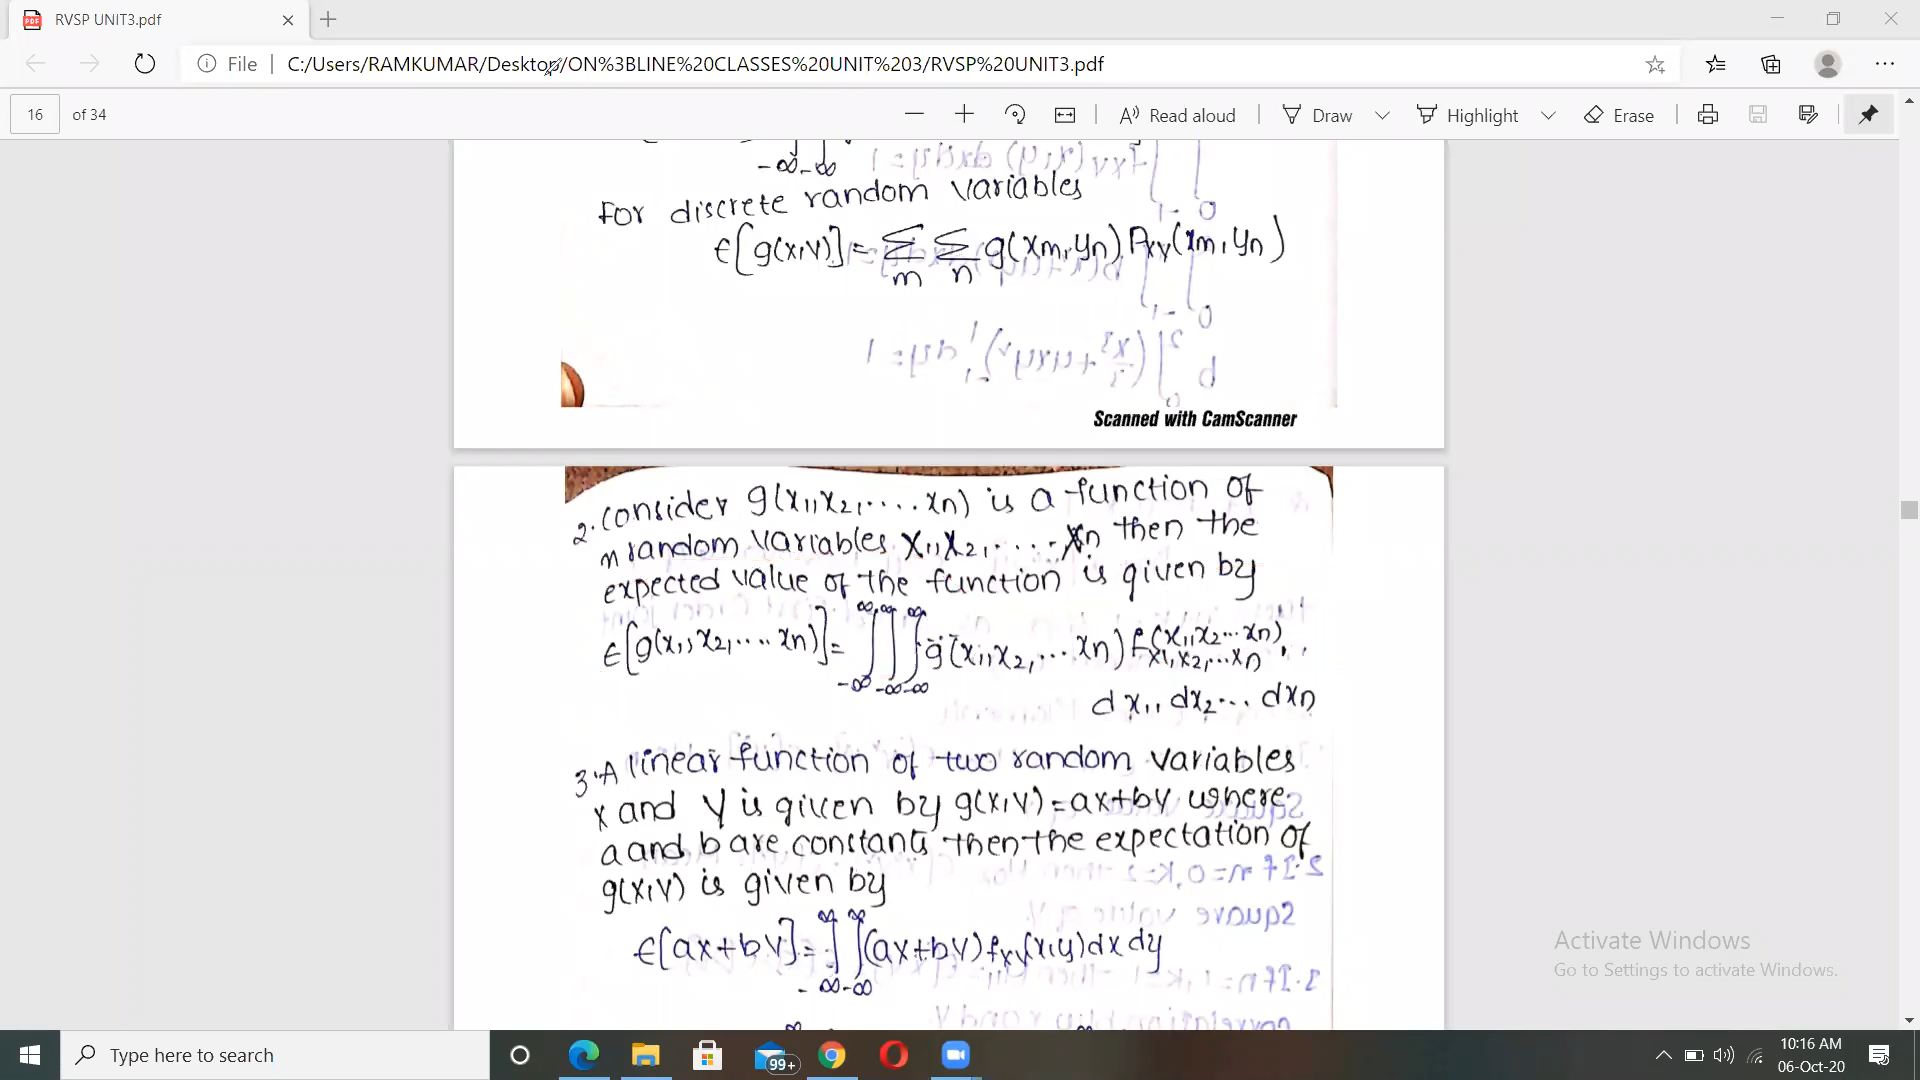 RVSP UNIT3.pdf
File | C:/Users/RAMKUMAR/Desktop/ON%3BLINE%20CLASSES%20UNIT%203/RVSP%20UNIT3.pdf
16 of 34 Read aloud Draw Highlight Erase
-∞ -∞
For discrete random variables
E[g(X,Y)] = Σ Σ g(xm,yn) PXY(xm,yn)
m n
Scanned with CamScanner
2. consider g(x1,x2,....xn) is a function of
n random variables x1,x2,....xn then the
expected value of the function is given by
E[g(x1,x2,....xn)] = ∫∫∫ g(x1,x2,...xn) f(x1,x2...xn)
∞ ∞ ∞
-∞ -∞ -∞
x1,x2,...xn
dx1, dx2... dxn
3. A linear function of two random variables
x and y is given by g(x,y)=ax+by where
a and b are constants then the expectation of
g(x,y) is given by
E[ax+by] = ∫∫(ax+by) fxy(x,y)dx dy
∞ ∞
-∞ -∞
Activate Windows
Go to Settings to activate Windows.
Type here to search
99+
10:16 AM
06-Oct-20